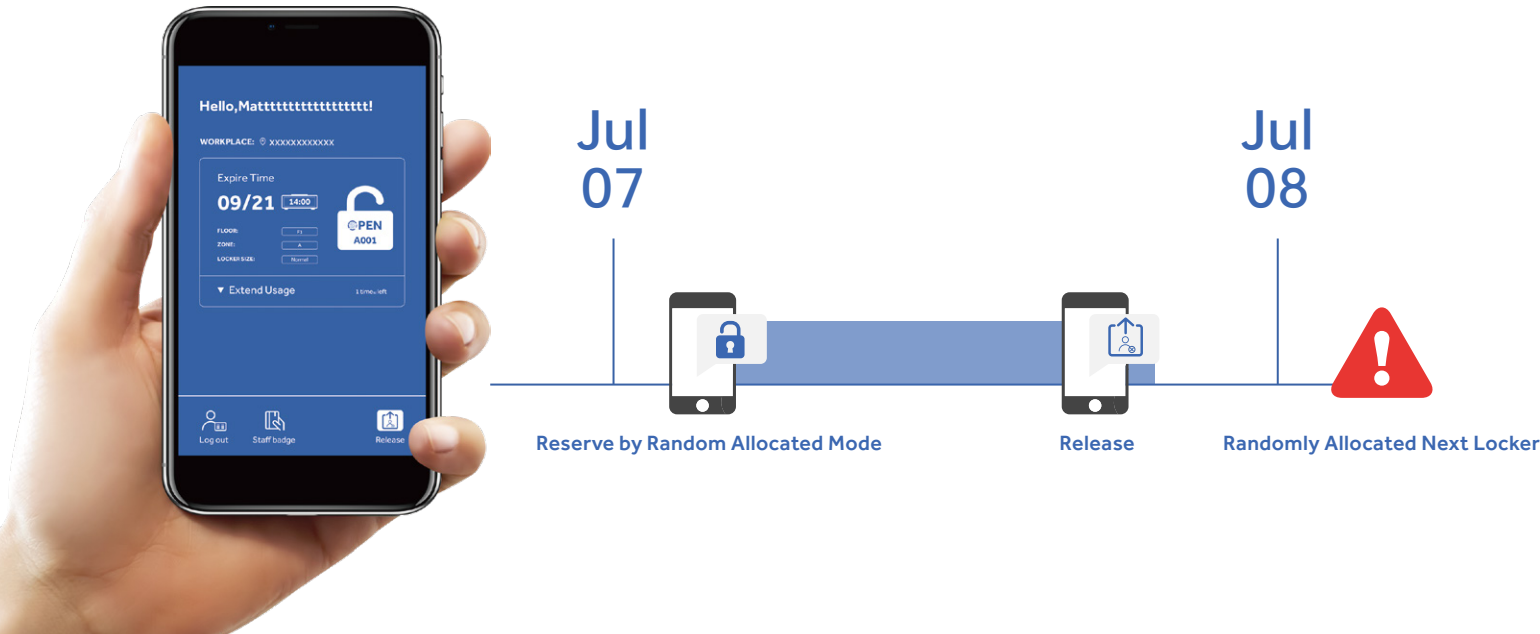 Hello,Matttttttttttttttttt!
WORKPLACE: xxxxxxxxxxxx
Expire Time
09/21 14:00
FLOOR: F1
ZONE: A
LOCKER SIZE: Normal
OPEN
A001
▼ Extend Usage
left
Log out
Staff badge
Release
Jul
07
Jul
08
Reserve by Random Allocated Mode
Release
Randomly Allocated Next Locker